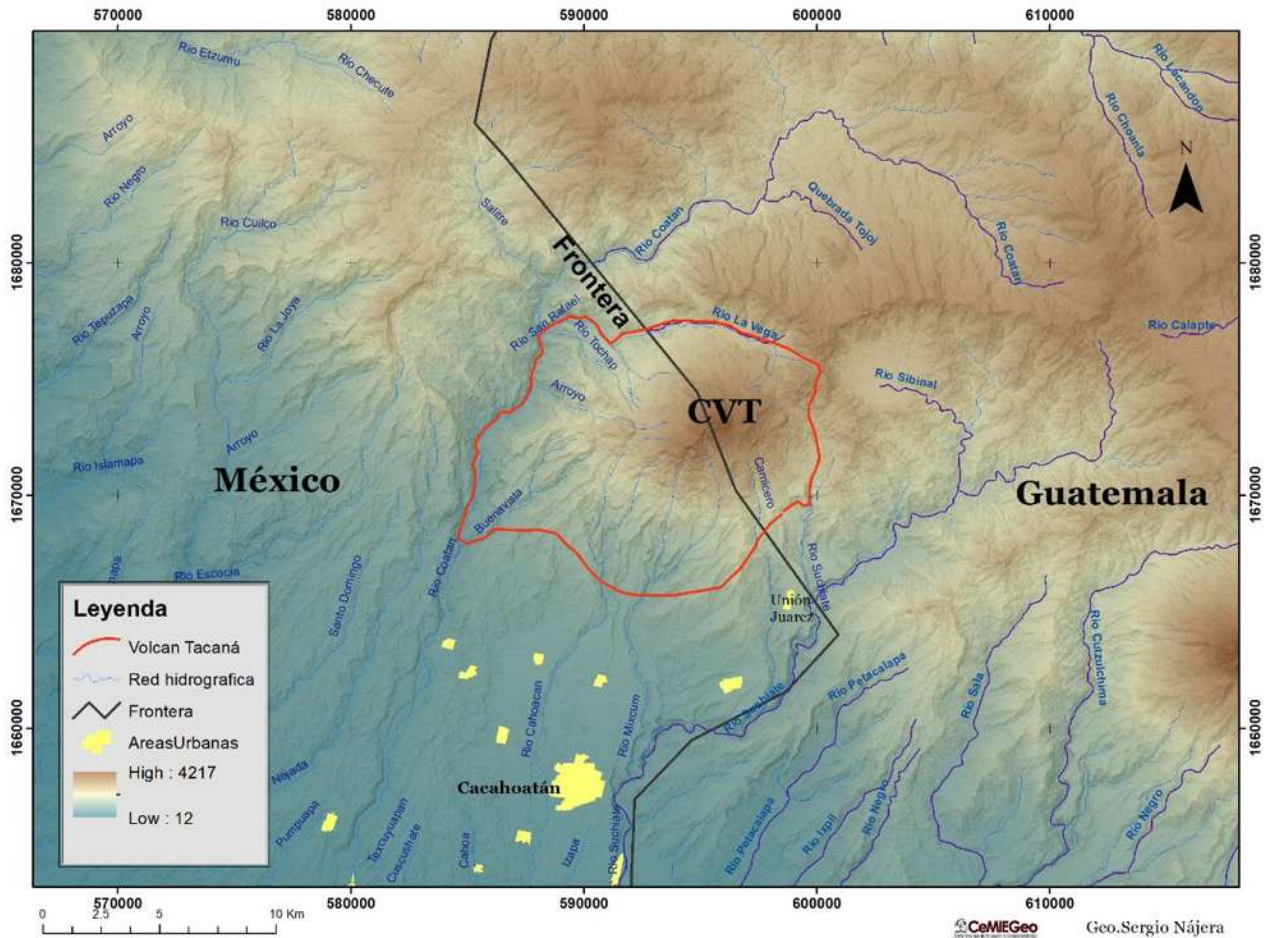 570000
580000
590000
600000
610000
Rio Etzumu
Rio Checute
Rio Lacandon
Rio Choanla
Arroyo
Rio Negro
Rio Cuilco
Salitre
Rio Coatan
Quebrada Tojoj
Rio Coatan
N
1680000
1680000
Frontera
Rio Tepuzapa
Arroyo
Rio La Joya
Rio San Rafael
Rio Tochap
Rio La Vega
Rio Calapte
Arroyo
CVT
Rio Sibinal
Arroyo
Rio Islamapa
México
Guatemala
1670000
1670000
Buenavista
Carnicero
Rio Coatan
Rio Suchiate
Rio Escocia
Santo Domingo
Unión
Juarez
Rio Cutzulchima
Rio Sala
Rio Petacalapa
Leyenda
Volcan Tacaná
Red hidrografica
Frontera
AreasUrbanas
High : 4217
Low : 12
1660000
1660000
Rio Cahoacan
Rio Mixcum
Rio Suchiate
Nejada
Cacahoatán
Pumpuapa
Texcuyuapan
Cuscushate
Cahoa
Izapa
Rio Suchiate
Rio Petacalapa
Rio Ixpil
Rio Negro
Rio Negro
570000
580000
590000
600000
610000
0 2.5 5 10 Km
CeMIEGeo
Geo.Sergio Nájera